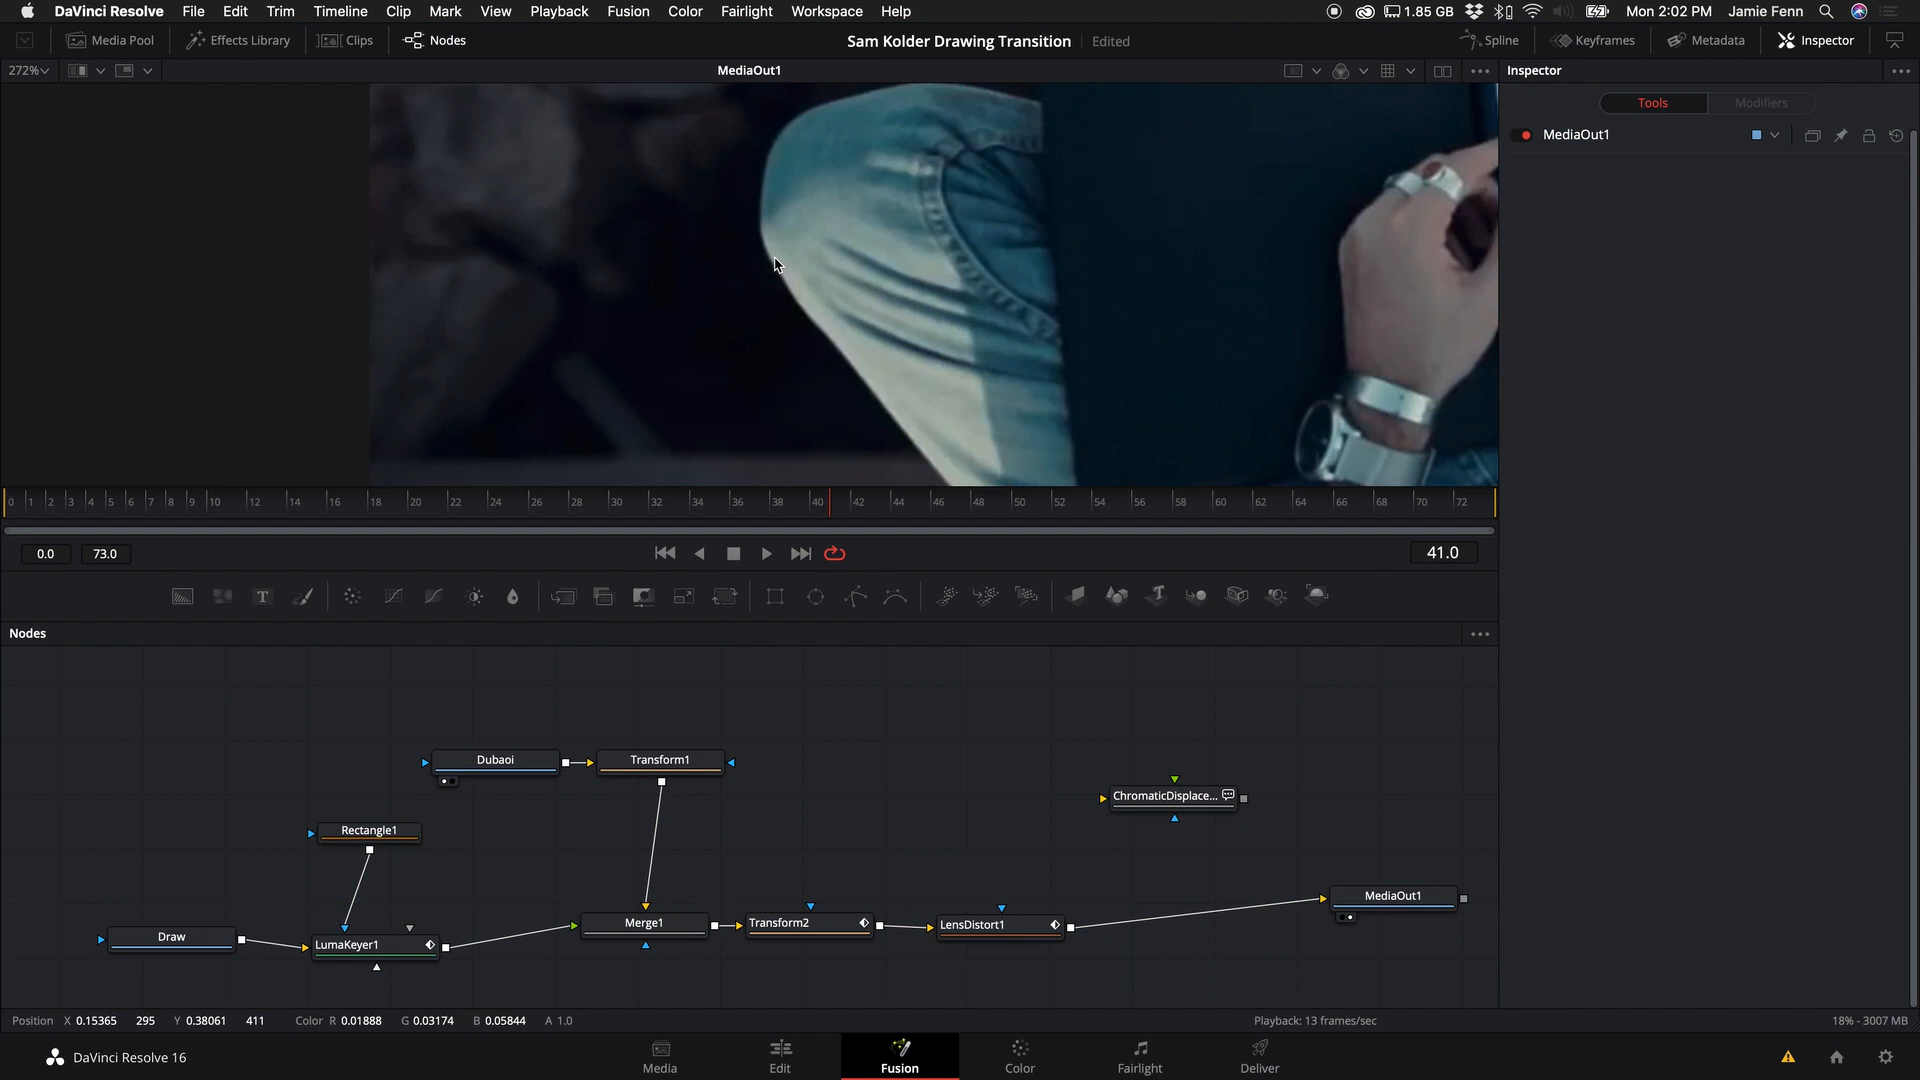 DaVinci Resolve File Edit Trim Timeline Clip Mark View Playback Fusion Color Fairlight Workspace Help 1.85 GB Mon 2:02 PM Jamie Fenn
Media Pool Effects Library Clips Nodes Sam Kolder Drawing Transition Edited Spline Keyframes Metadata Inspector
272% MediaOut1 Inspector
Tools Modifiers
MediaOut1
0 1 2 3 4 5 6 7 8 9 10 12 14 16 18 20 22 24 26 28 30 32 34 36 38 40 42 44 46 48 50 52 54 56 58 60 62 64 66 68 70 72
0.0 73.0 41.0
T
Nodes
Dubaoi Transform1
ChromaticDisplace...
Rectangle1
MediaOut1
Merge1 Transform2 LensDistort1
Draw LumaKeyer1
Position X 0.15365 295 Y 0.38061 411 Color R 0.01888 G 0.03174 B 0.05844 A 1.0 Playback: 13 frames/sec 18% - 3007 MB
DaVinci Resolve 16 Media Edit Fusion Color Fairlight Deliver